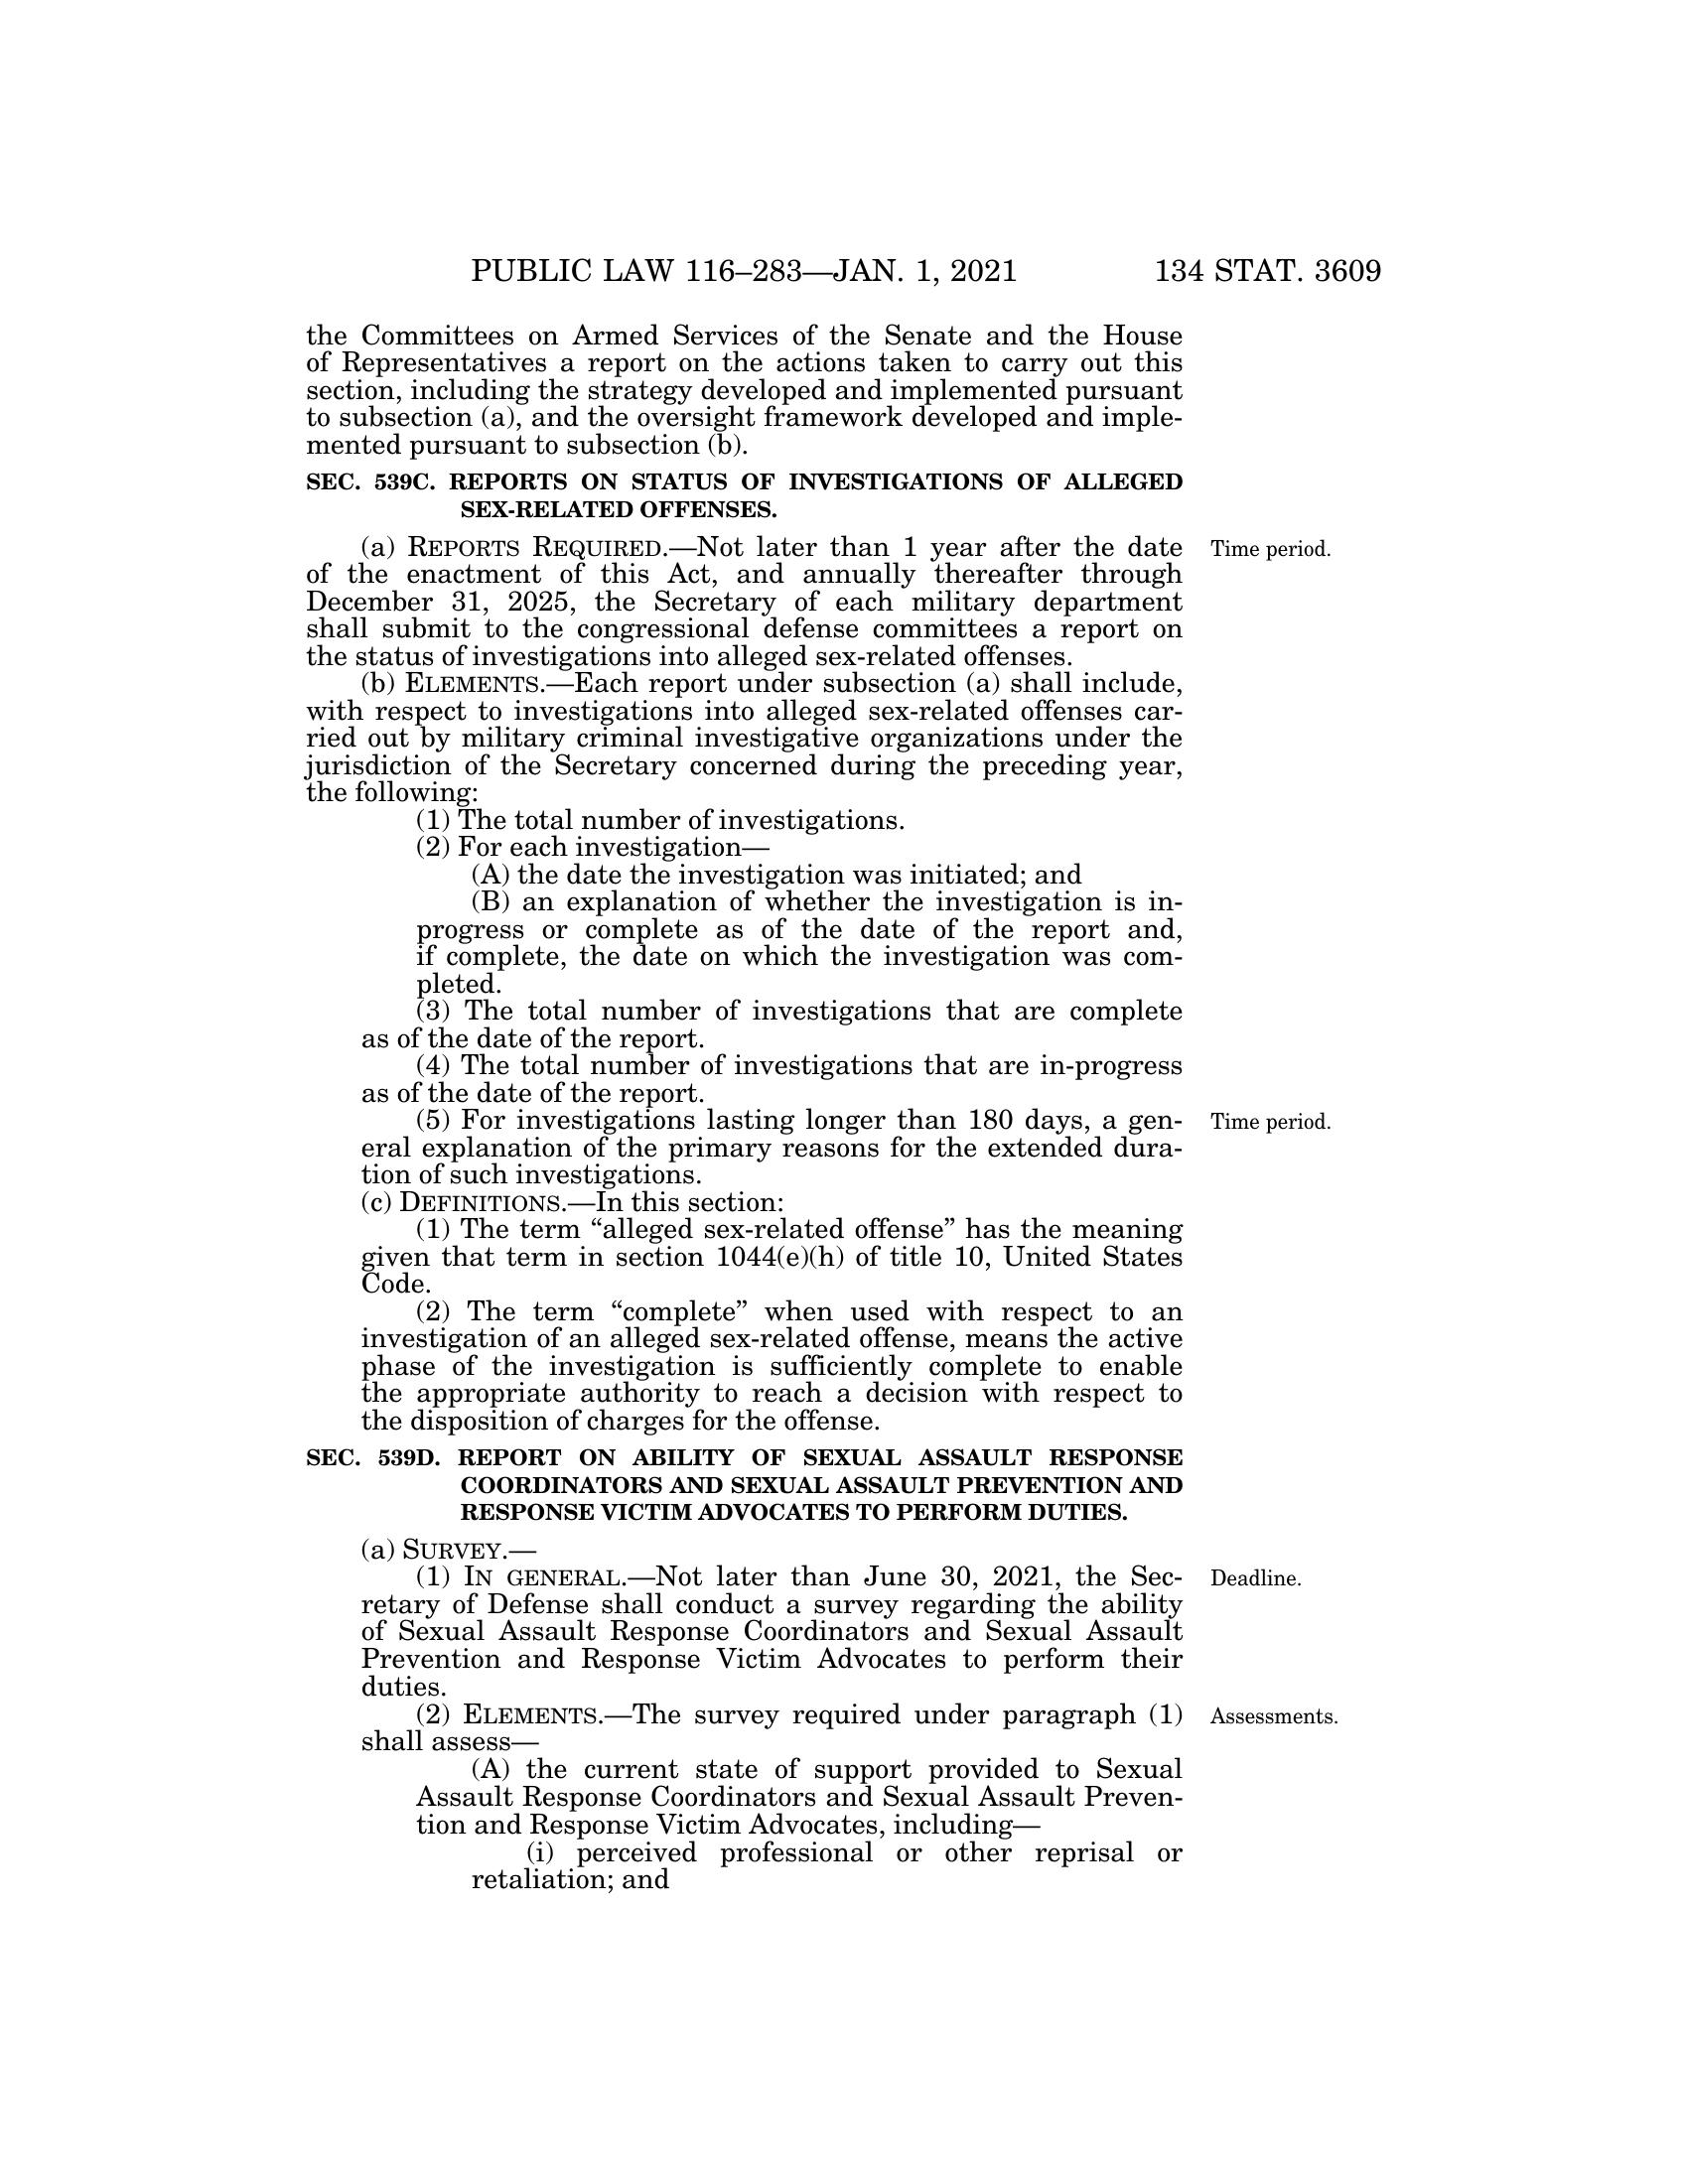 PUBLIC LAW 116–283—JAN. 1, 2021 134 STAT. 3609
the Committees on Armed Services of the Senate and the House
of Representatives a report on the actions taken to carry out this
section, including the strategy developed and implemented pursuant
to subsection (a), and the oversight framework developed and imple-
mented pursuant to subsection (b).
SEC. 539C. REPORTS ON STATUS OF INVESTIGATIONS OF ALLEGED
SEX-RELATED OFFENSES.
(a) REPORTS REQUIRED.—Not later than 1 year after the date
Time period.
of the enactment of this Act, and annually thereafter through
December 31, 2025, the Secretary of each military department
shall submit to the congressional defense committees a report on
the status of investigations into alleged sex-related offenses.
(b) ELEMENTS.—Each report under subsection (a) shall include,
with respect to investigations into alleged sex-related offenses car-
ried out by military criminal investigative organizations under the
jurisdiction of the Secretary concerned during the preceding year,
the following:
(1) The total number of investigations.
(2) For each investigation—
(A) the date the investigation was initiated; and
(B) an explanation of whether the investigation is in-
progress or complete as of the date of the report and,
if complete, the date on which the investigation was com-
pleted.
(3) The total number of investigations that are complete
as of the date of the report.
(4) The total number of investigations that are in-progress
as of the date of the report.
(5) For investigations lasting longer than 180 days, a gen-
Time period.
eral explanation of the primary reasons for the extended dura-
tion of such investigations.
(c) DEFINITIONS.—In this section:
(1) The term “alleged sex-related offense” has the meaning
given that term in section 1044(e)(h) of title 10, United States
Code.
(2) The term “complete” when used with respect to an
investigation of an alleged sex-related offense, means the active
phase of the investigation is sufficiently complete to enable
the appropriate authority to reach a decision with respect to
the disposition of charges for the offense.
SEC. 539D. REPORT ON ABILITY OF SEXUAL ASSAULT RESPONSE
COORDINATORS AND SEXUAL ASSAULT PREVENTION AND
RESPONSE VICTIM ADVOCATES TO PERFORM DUTIES.
(a) SURVEY.—
(1) IN GENERAL.—Not later than June 30, 2021, the Sec-
Deadline.
retary of Defense shall conduct a survey regarding the ability
of Sexual Assault Response Coordinators and Sexual Assault
Prevention and Response Victim Advocates to perform their
duties.
(2) ELEMENTS.—The survey required under paragraph (1)
Assessments.
shall assess—
(A) the current state of support provided to Sexual
Assault Response Coordinators and Sexual Assault Preven-
tion and Response Victim Advocates, including—
(i) perceived professional or other reprisal or
retaliation; and